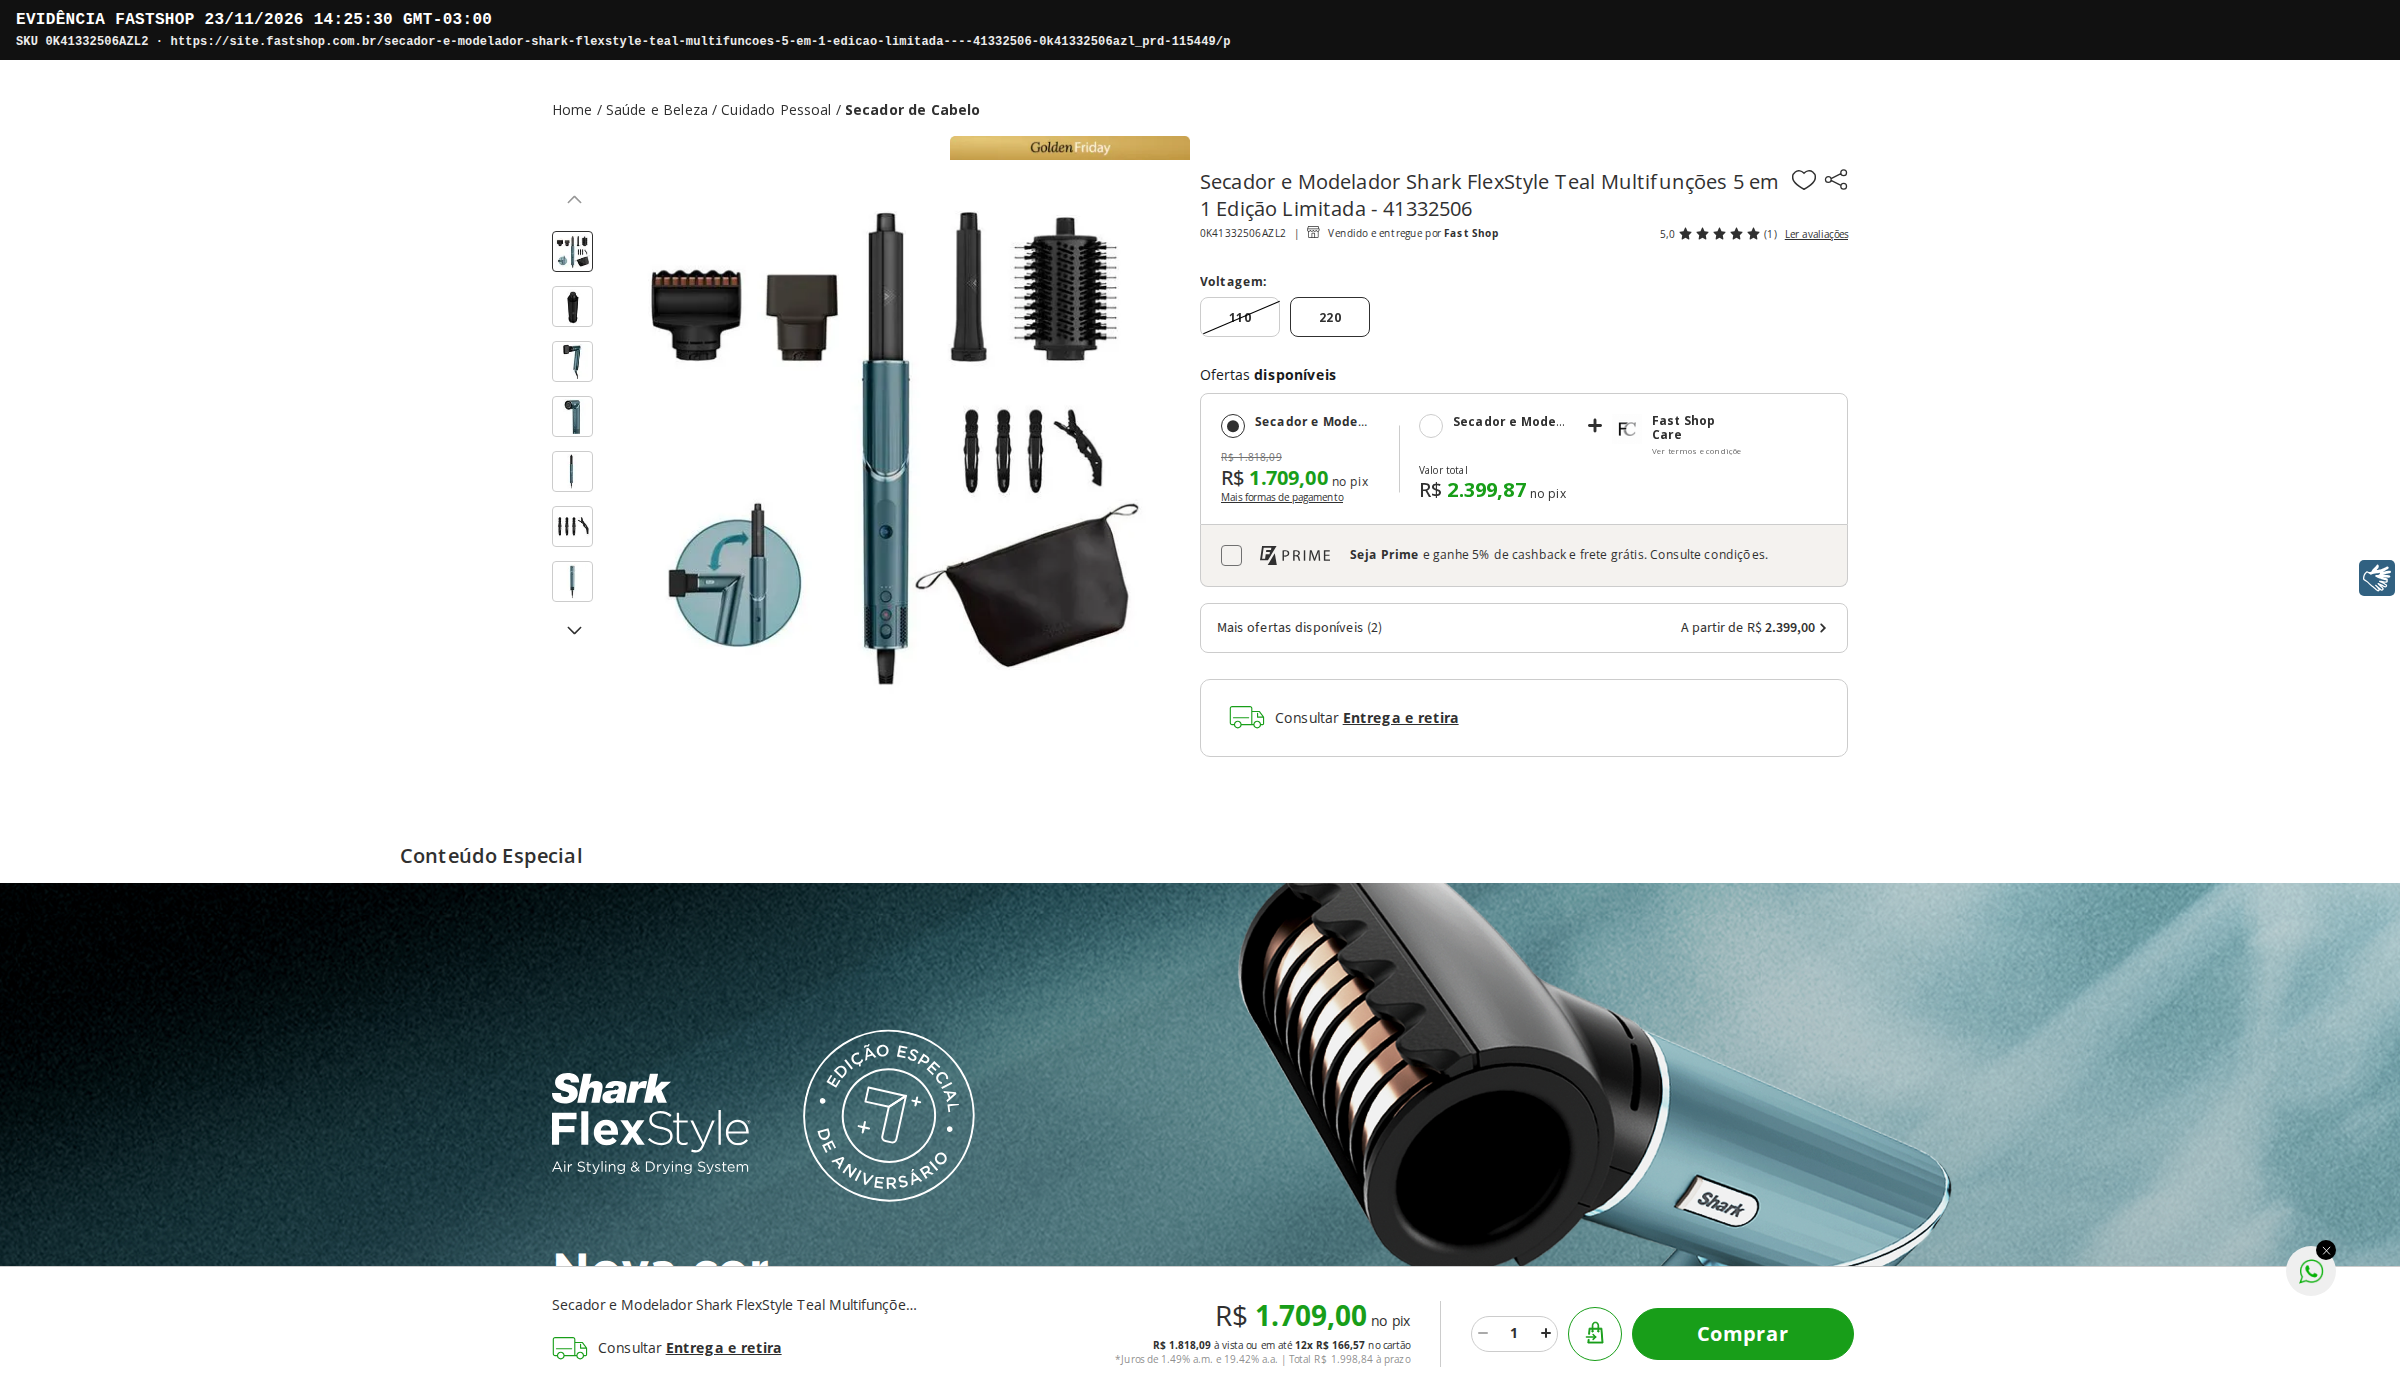 EVIDÊNCIA FASTSHOP 23/11/2026 14:25:30 GMT-03:00
SKU 0K41332506AZL2 · https://site.fastshop.com.br/secador-e-modelador-shark-flexstyle-teal-multifuncoes-5-em-1-edicao-limitada----41332506-0k41332506azl_prd-115449/p
Home / Saúde e Beleza / Cuidado Pessoal / Secador de Cabelo
Golden Friday
Secador e Modelador Shark FlexStyle Teal Multifunções 5 em
1 Edição Limitada - 41332506
0K41332506AZL2 | Vendido e entregue por Fast Shop
5,0 (1) Ler avaliações
Voltagem:
110
220
Ofertas disponíveis
Secador e Mode...
R$ 1.818,09
R$ 1.709,00 no pix
Mais formas de pagamento
Secador e Mode...
+
FC
Fast Shop
Care
Ver termos e condiçõe
Valor total
R$ 2.399,87 no pix
PRIME
Seja Prime e ganhe 5% de cashback e frete grátis. Consulte condições.
Mais ofertas disponíveis (2)
A partir de R$ 2.399,00
Consultar Entrega e retira
Conteúdo Especial
Shark
FlexStyle
Air Styling & Drying System
EDIÇÃO ESPECIAL
DE ANIVERSÁRIO
Shark
Nova cor
Secador e Modelador Shark FlexStyle Teal Multifunçõe...
Consultar Entrega e retira
R$ 1.709,00 no pix
R$ 1.818,09 à vista ou em até 12x R$ 166,57 no cartão
*Juros de 1.49% a.m. e 19.42% a.a. | Total R$ 1.998,84 à prazo
− 1 +
Comprar